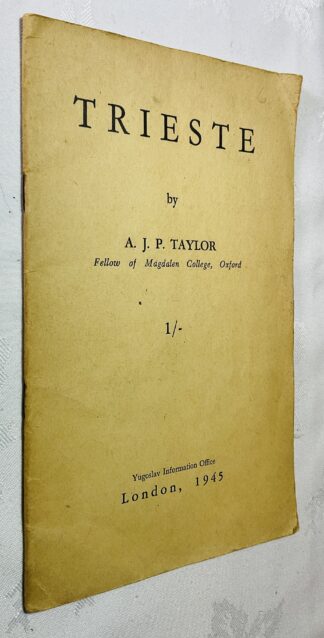 TRIESTE
by
A. J. P. TAYLOR
Fellow of Magdalen College, Oxford
1/-
Yugoslav Information Office
London, 1945